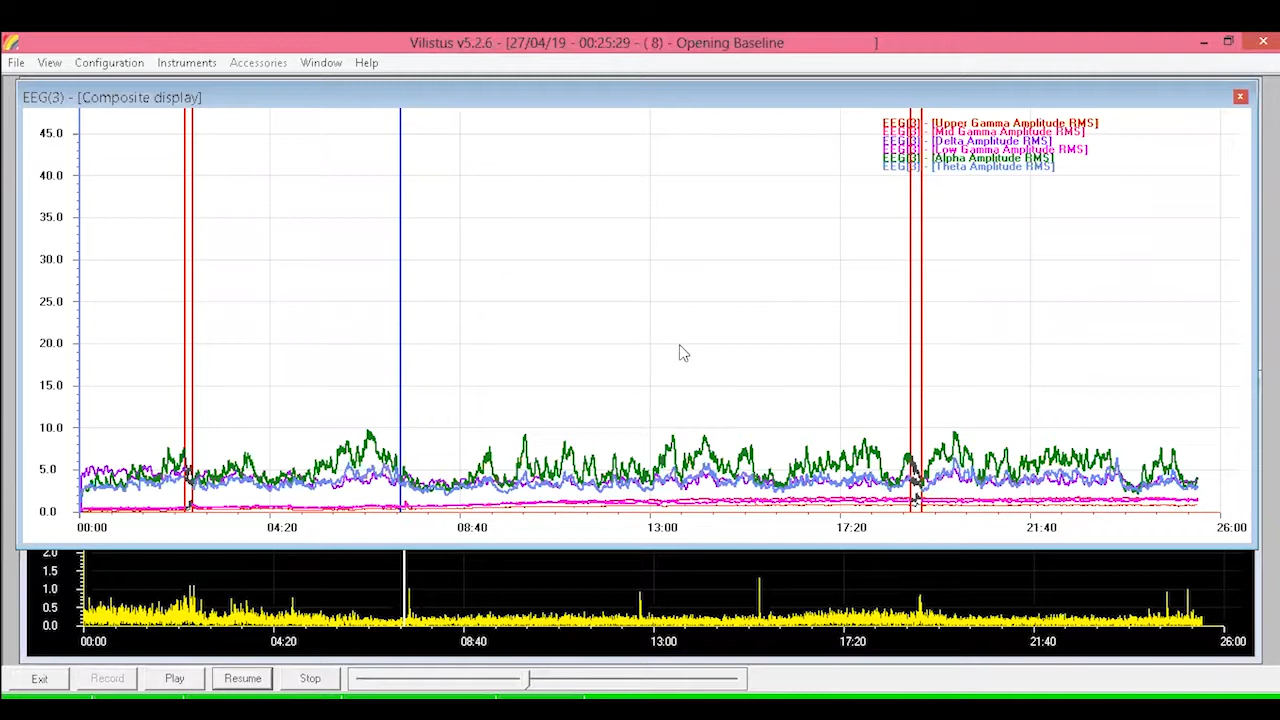 Vilistus v5.2.6 - [27/04/19 - 00:25:29 - ( 8) - Opening Baseline ]
File View Configuration Instruments Accessories Window Help
EEG(3) - [Composite display]
EEG(3) - [Upper Gamma Amplitude RMS]
EEG(3) - [Mid Gamma Amplitude RMS]
EEG(3) - [Delta Amplitude RMS]
EEG(3) - [Low Gamma Amplitude RMS]
EEG(3) - [Alpha Amplitude RMS]
EEG(3) - [Theta Amplitude RMS]
45.0
40.0
35.0
30.0
25.0
20.0
15.0
10.0
5.0
0.0
00:00 04:20 08:40 13:00 17:20 21:40 26:00
2.0
1.5
1.0
0.5
0.0
00:00 04:20 08:40 13:00 17:20 21:40 26:00
Exit Record Play Resume Stop